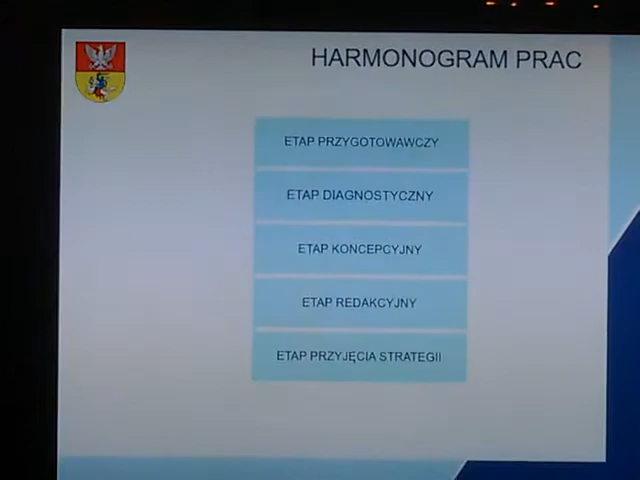 HARMONOGRAM PRAC
ETAP PRZYGOTOWAWCZY
ETAP DIAGNOSTYCZNY
ETAP KONCEPCYJNY
ETAP REDAKCYJNY
ETAP PRZYJĘCIA STRATEGII